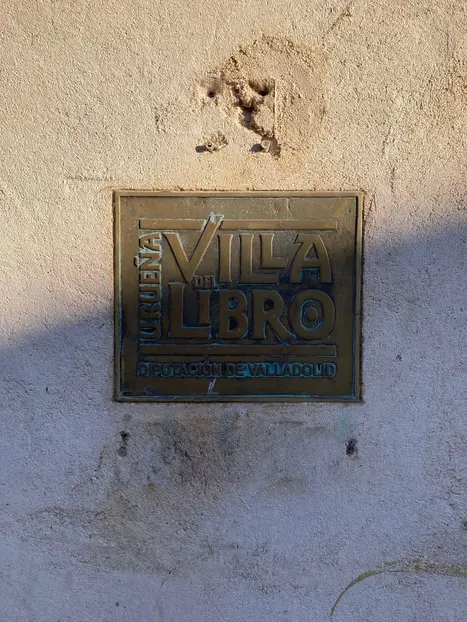 URUEÑA
VILLA
DEL
LIBRO
DIPUTACIÓN DE VALLADOLID